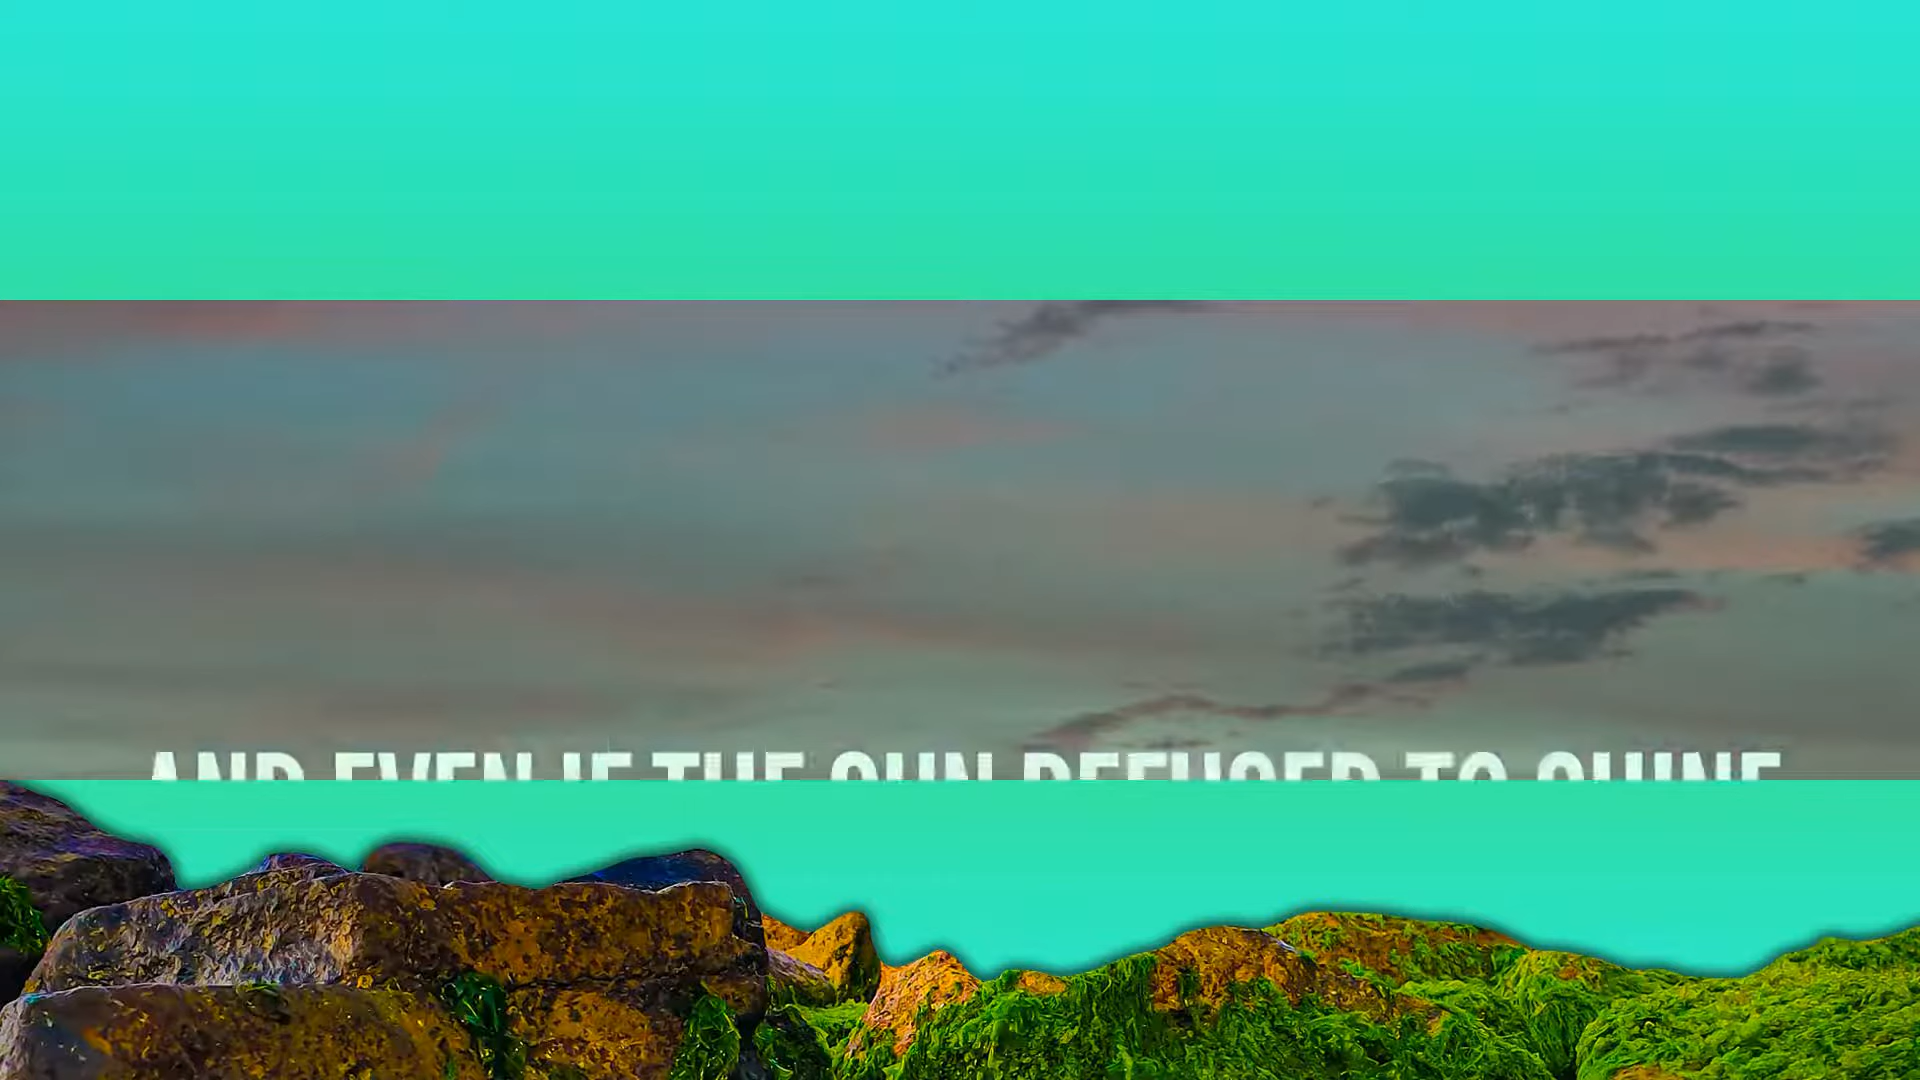 AND EVEN IF THE SUN REFUSED TO SHINE